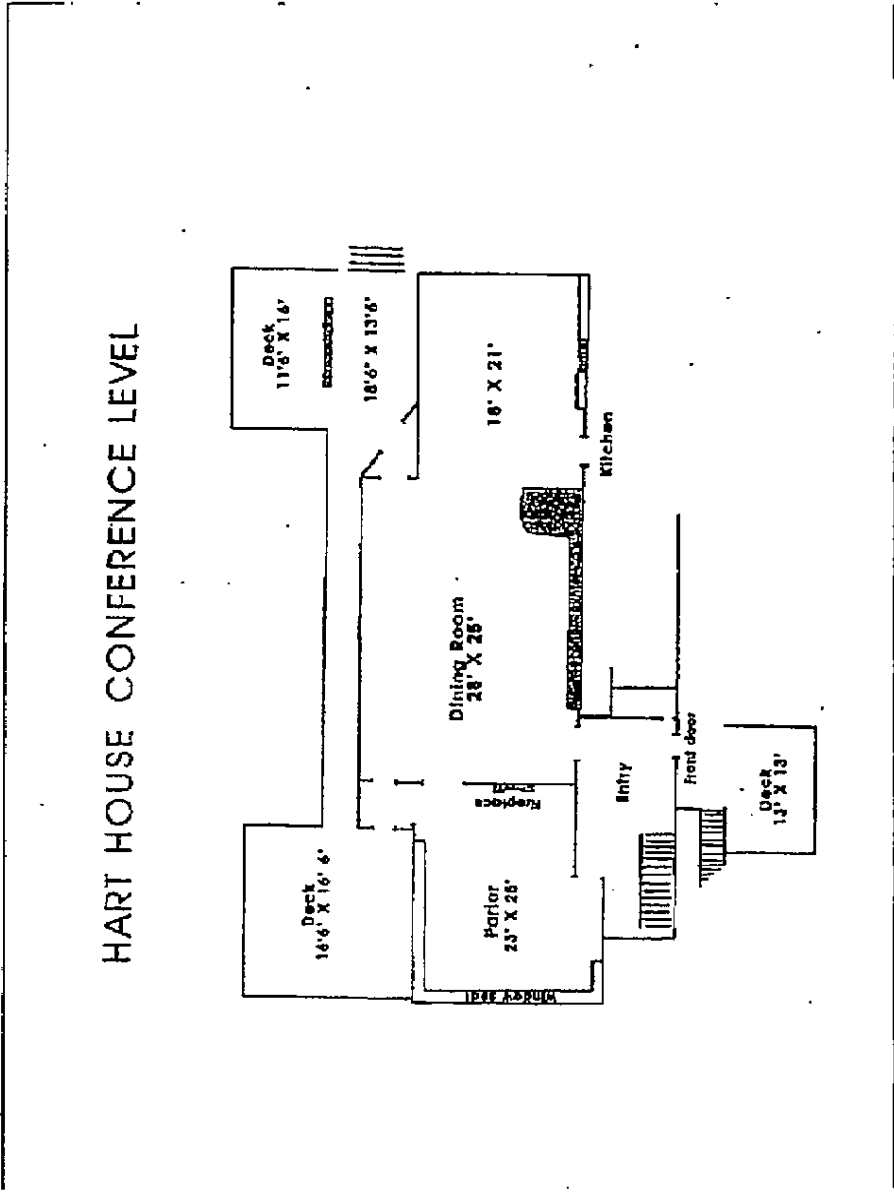 HART HOUSE CONFERENCE LEVEL
Deck
16'6" X 16' 6"
Deck
11'6" X 16'
18'6" X 13'6"
Dining Room
28' X 25'
18' X 21'
Parlor
23' X 25'
Fireplace
Window seat
Entry
Kitchen
Front door
Deck
13' X 13'